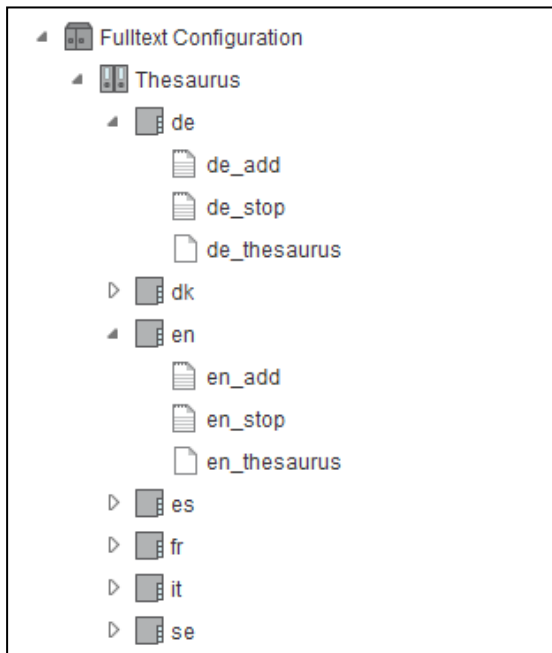 Fulltext Configuration
Thesaurus
de
de_add
de_stop
de_thesaurus
dk
en
en_add
en_stop
en_thesaurus
es
fr
it
se